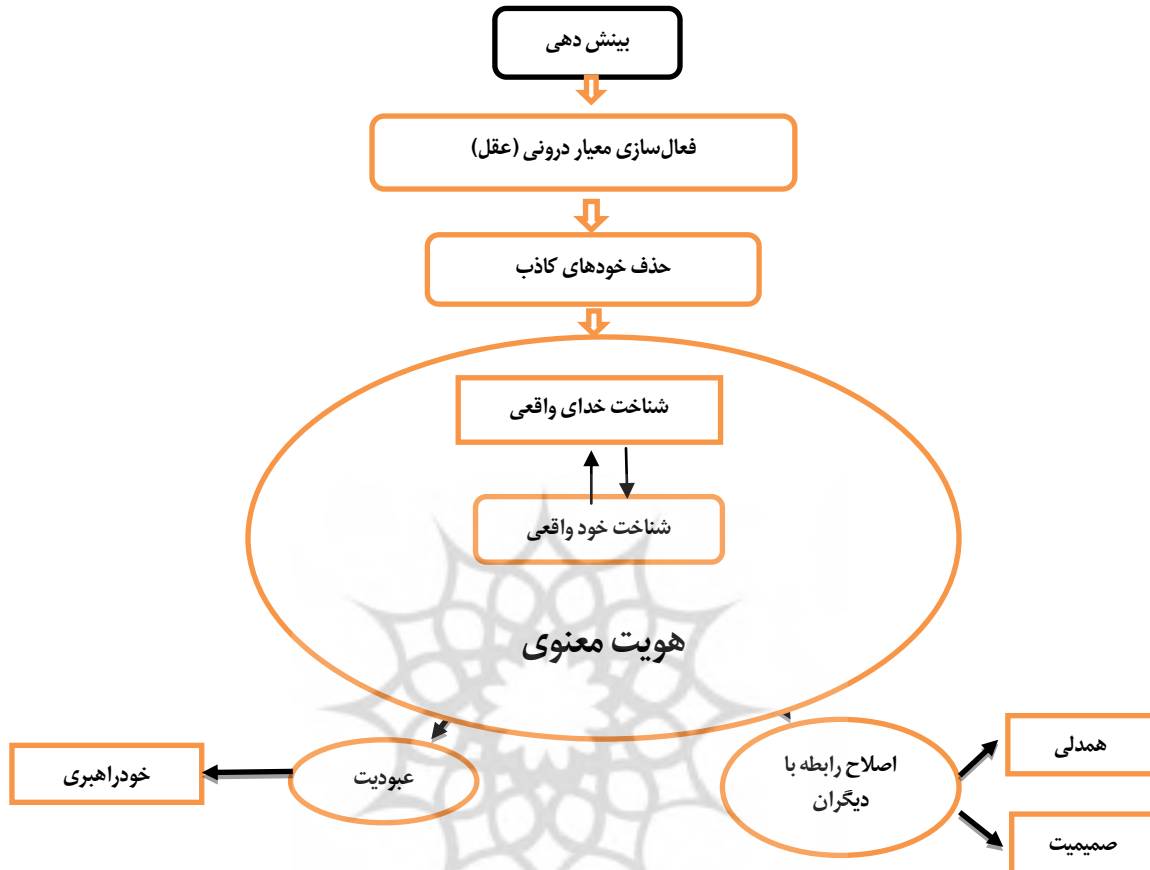 بینش دهی
فعال‌سازی معیار درونی (عقل)
حذف خودهای کاذب
شناخت خدای واقعی
شناخت خود واقعی
هویت معنوی
همدلی
اصلاح رابطه با
دیگران
عبودیت
خودراهبری
صمیمیت